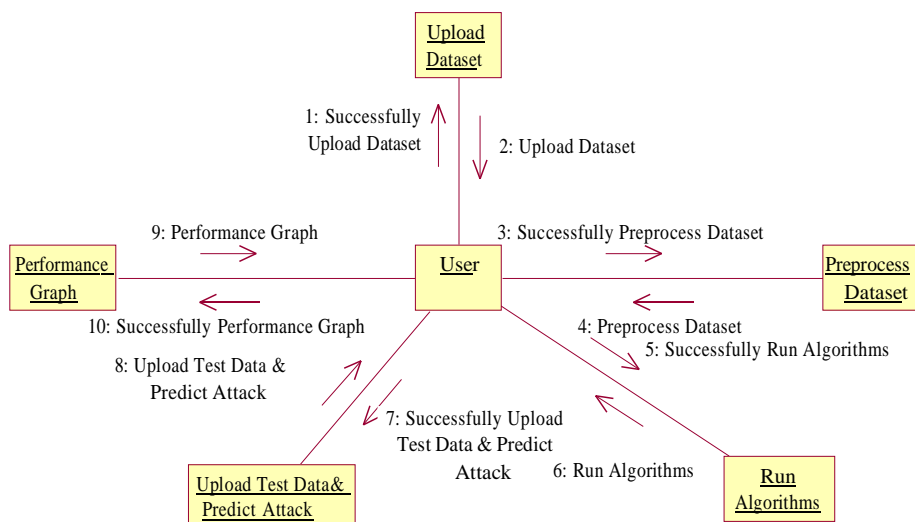 Upload
Dataset
1: Successfully
Upload Dataset
2: Upload Dataset
9: Performance Graph
3: Successfully Preprocess Dataset
Performance
Graph
User
Preprocess
Dataset
10: Successfully Performance Graph
4: Preprocess Dataset
5: Successfully Run Algorithms
8: Upload Test Data &
Predict Attack
7: Successfully Upload
Test Data & Predict
Attack
6: Run Algorithms
Upload Test Data&
Predict Attack
Run
Algorithms